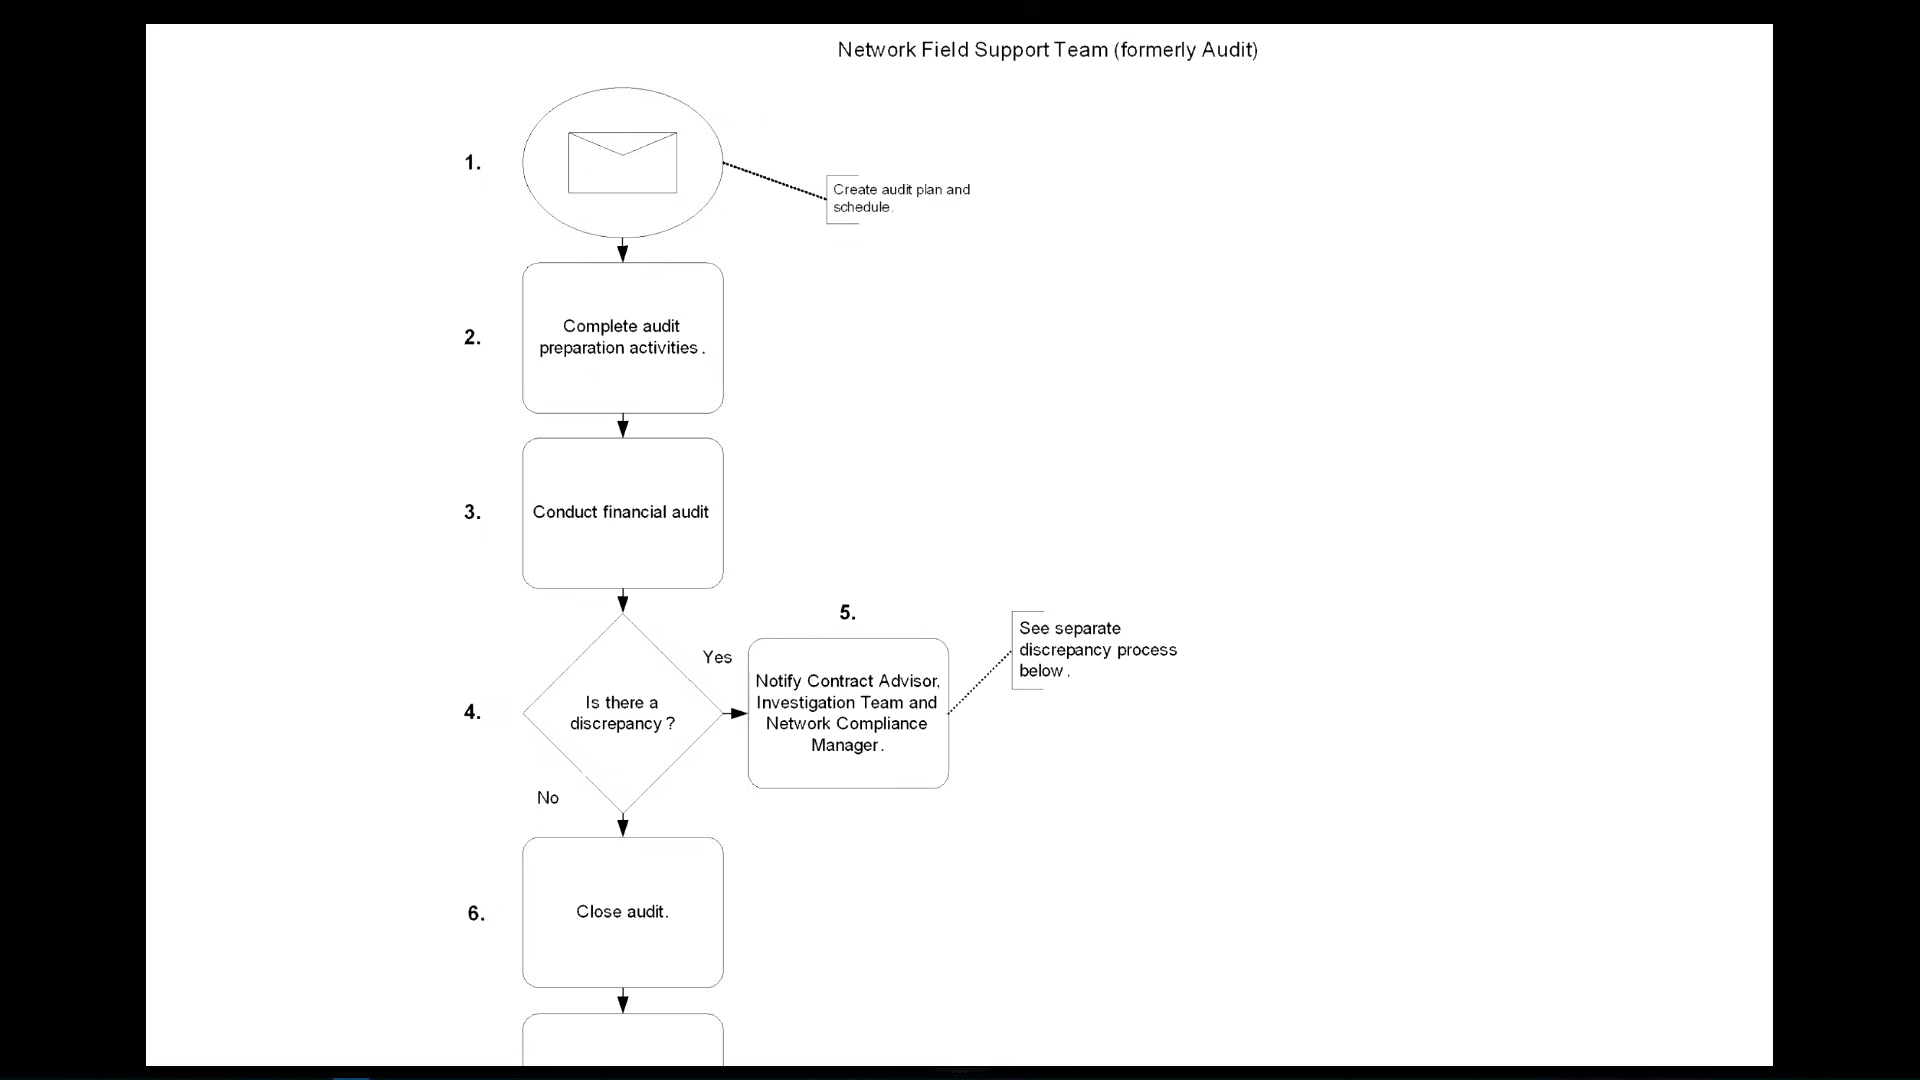 Network Field Support Team (formerly Audit)
1.
Create audit plan and
schedule.
2.
Complete audit
preparation activities.
3.
Conduct financial audit
5.
See separate
discrepancy process
below.
Yes
4.
Is there a
discrepancy?
Notify Contract Advisor,
Investigation Team and
Network Compliance
Manager.
No
6.
Close audit.